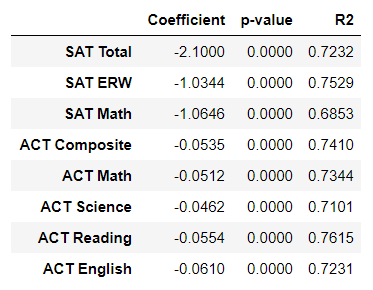 Coefficient p-value R2
SAT Total -2.1000 0.0000 0.7232
SAT ERW -1.0344 0.0000 0.7529
SAT Math -1.0646 0.0000 0.6853
ACT Composite -0.0535 0.0000 0.7410
ACT Math -0.0512 0.0000 0.7344
ACT Science -0.0462 0.0000 0.7101
ACT Reading -0.0554 0.0000 0.7615
ACT English -0.0610 0.0000 0.7231